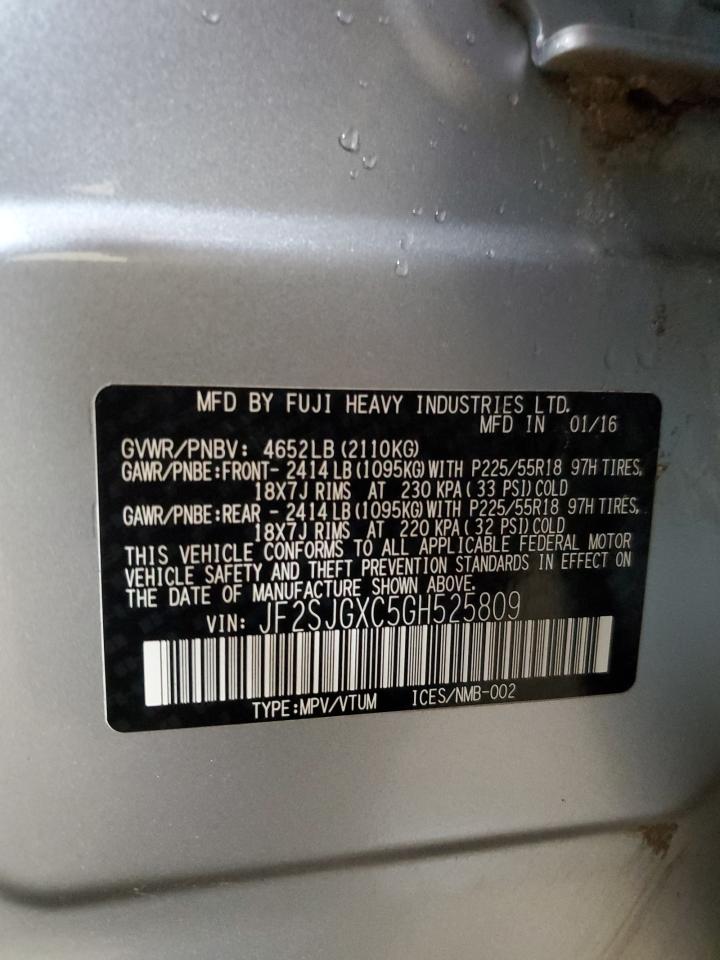 MFD BY FUJI HEAVY INDUSTRIES LTD.
MFD IN 01/16
GVWR/PNBV: 4652LB (2110KG)
GAWR/PNBE:FRONT- 2414 LB (1095KG) WITH P225/55R18 97H TIRES,
18X7J RIMS AT 230 KPA ( 33 PSI) COLD
GAWR/PNBE:REAR - 2414 LB (1095KG) WITH P225/55R18 97H TIRES,
18X7J RIMS AT 220 KPA ( 32 PSI) COLD
THIS VEHICLE CONFORMS TO ALL APPLICABLE FEDERAL MOTOR
VEHICLE SAFETY AND THEFT PREVENTION STANDARDS IN EFFECT ON
THE DATE OF MANUFACTURE SHOWN ABOVE.
VIN: JF2SJGXC5GH525809
TYPE:MPV/VTUM ICES/NMB-002